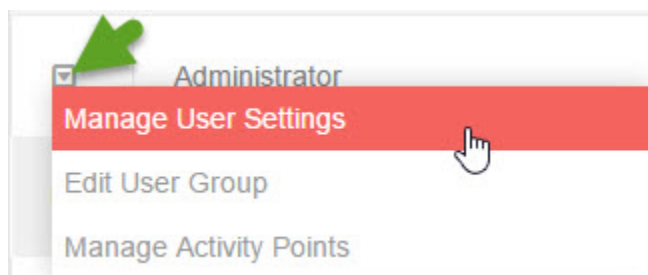 Administrator
Manage User Settings
Edit User Group
Manage Activity Points